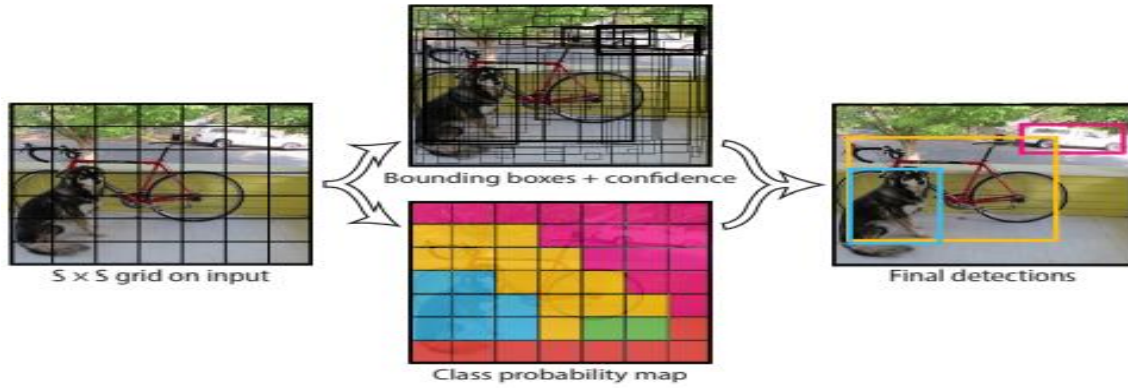 S × S grid on input
Bounding boxes + confidence
Class probability map
Final detections